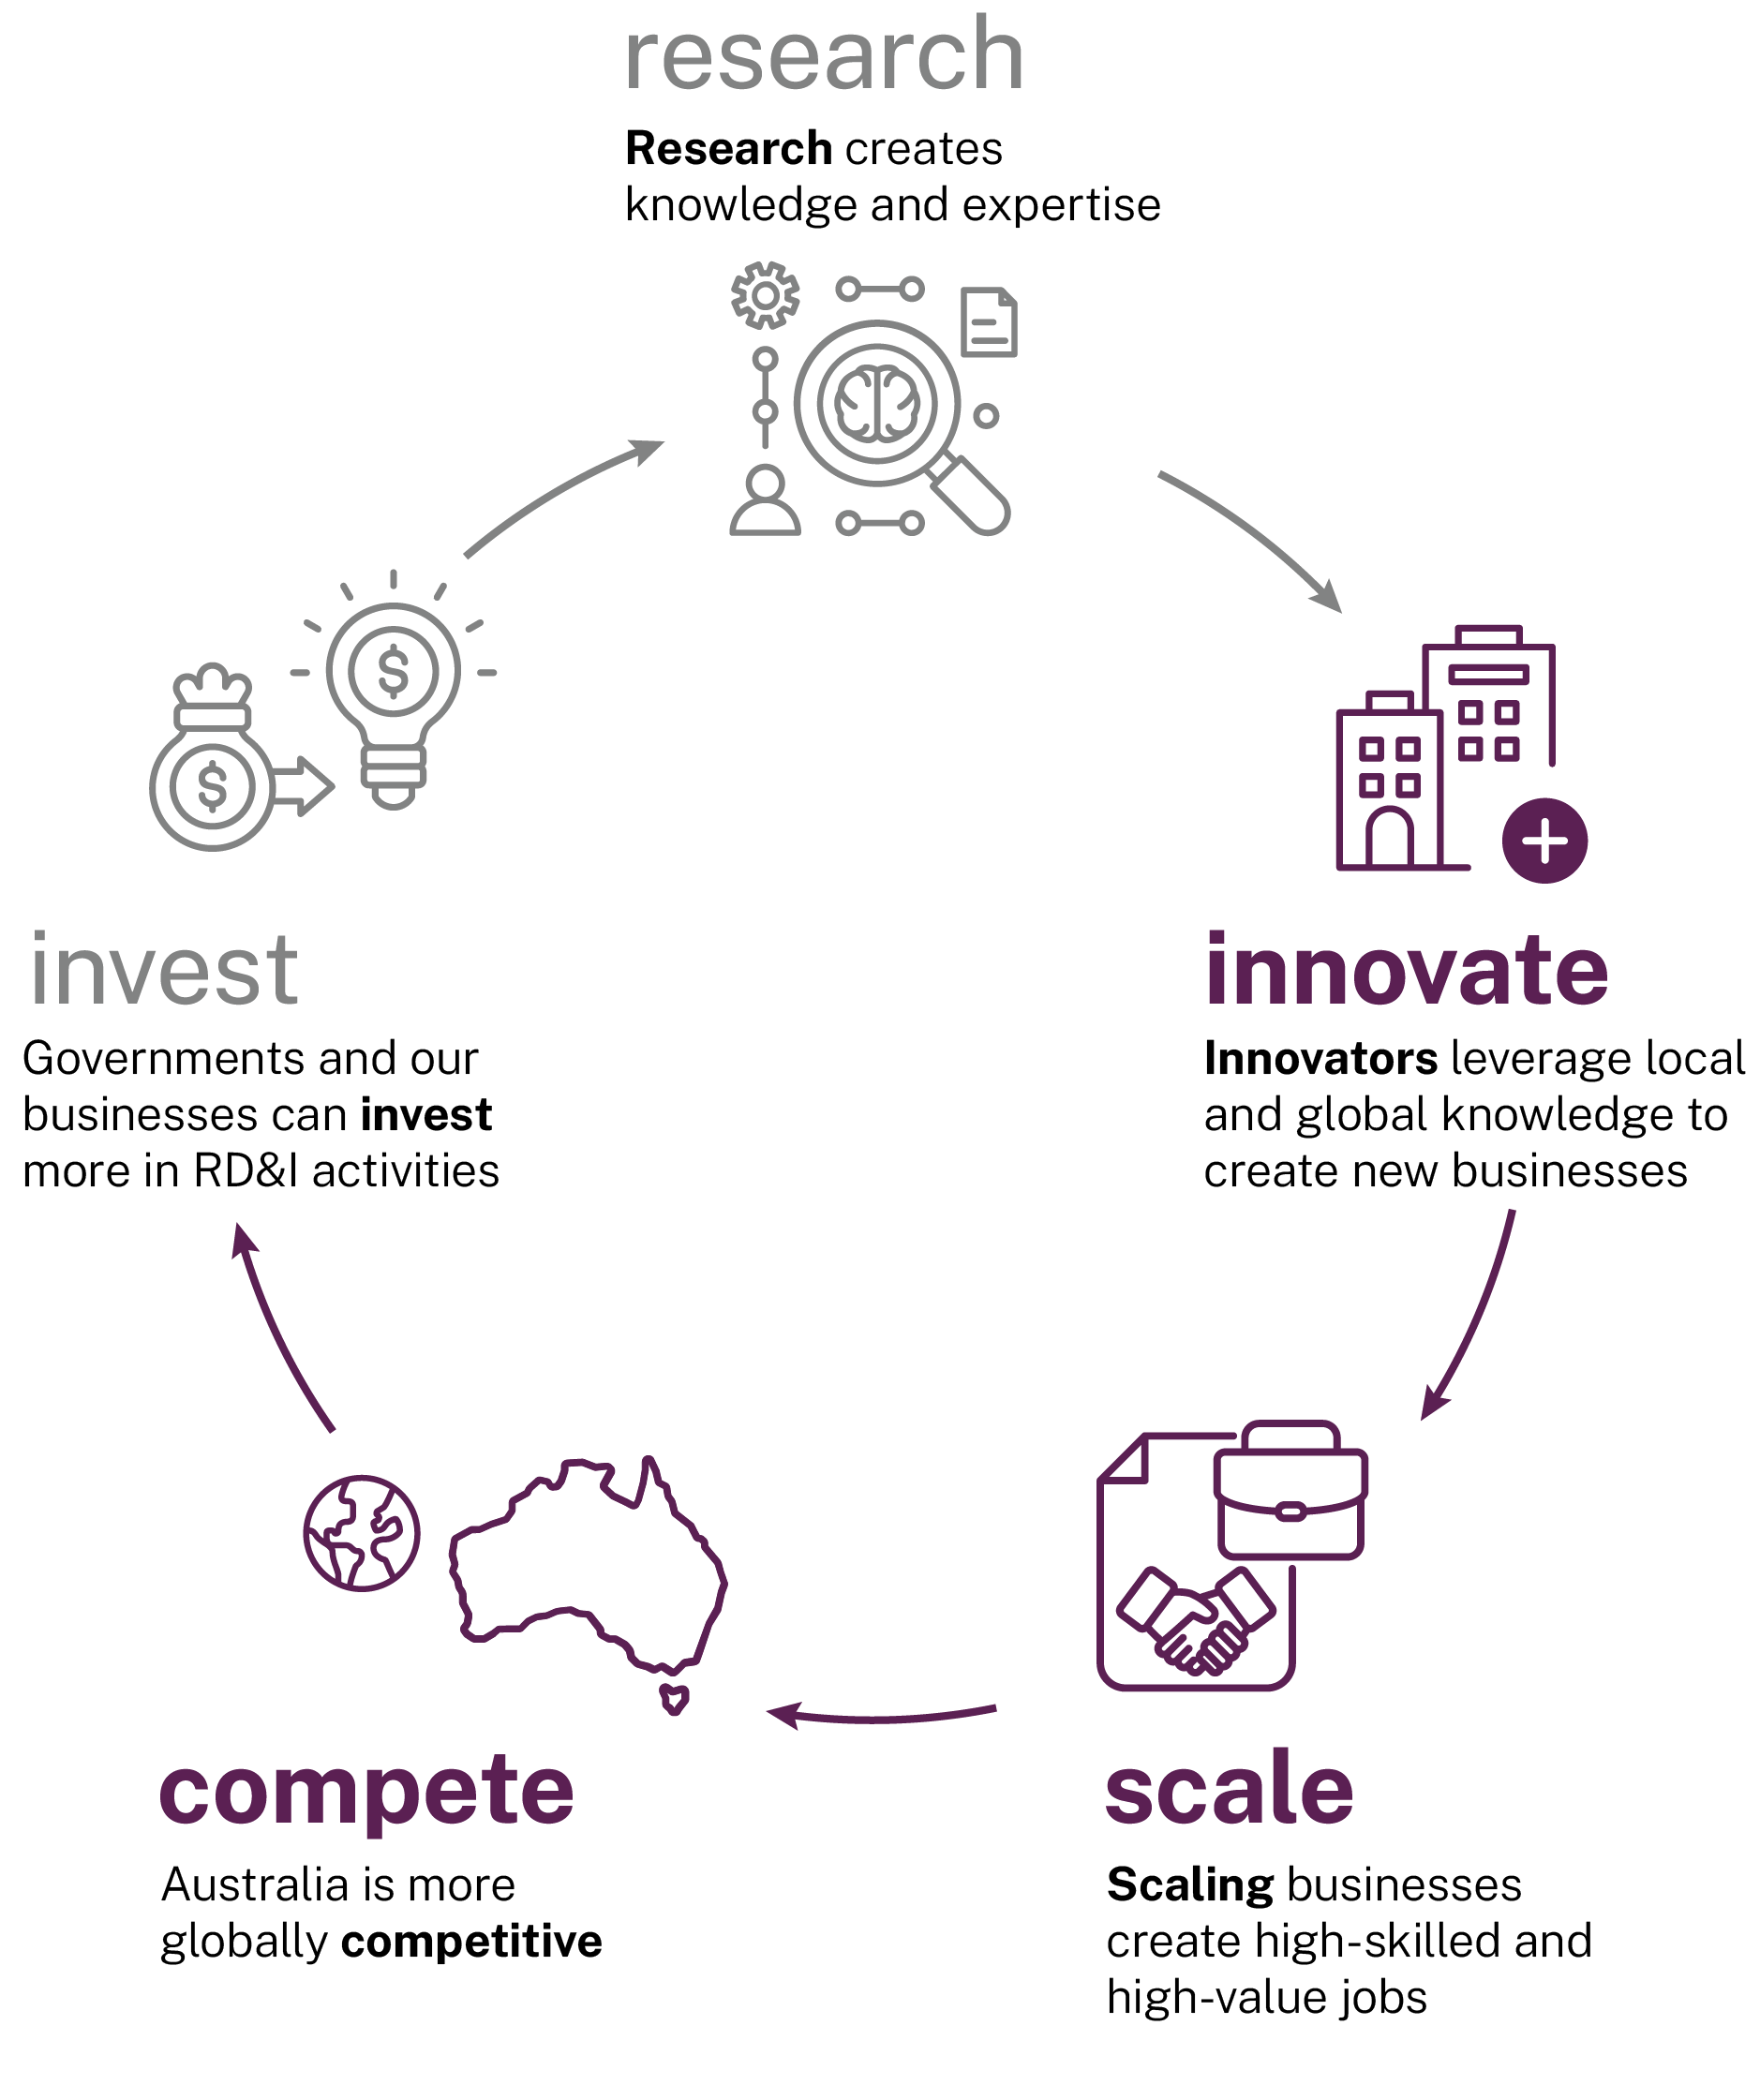 research
Research creates
knowledge and expertise
innovate
Innovators leverage local
and global knowledge to
create new businesses
scale
Scaling businesses
create high-skilled and
high-value jobs
compete
Australia is more
globally competitive
invest
Governments and our
businesses can invest
more in RD&I activities
$
$